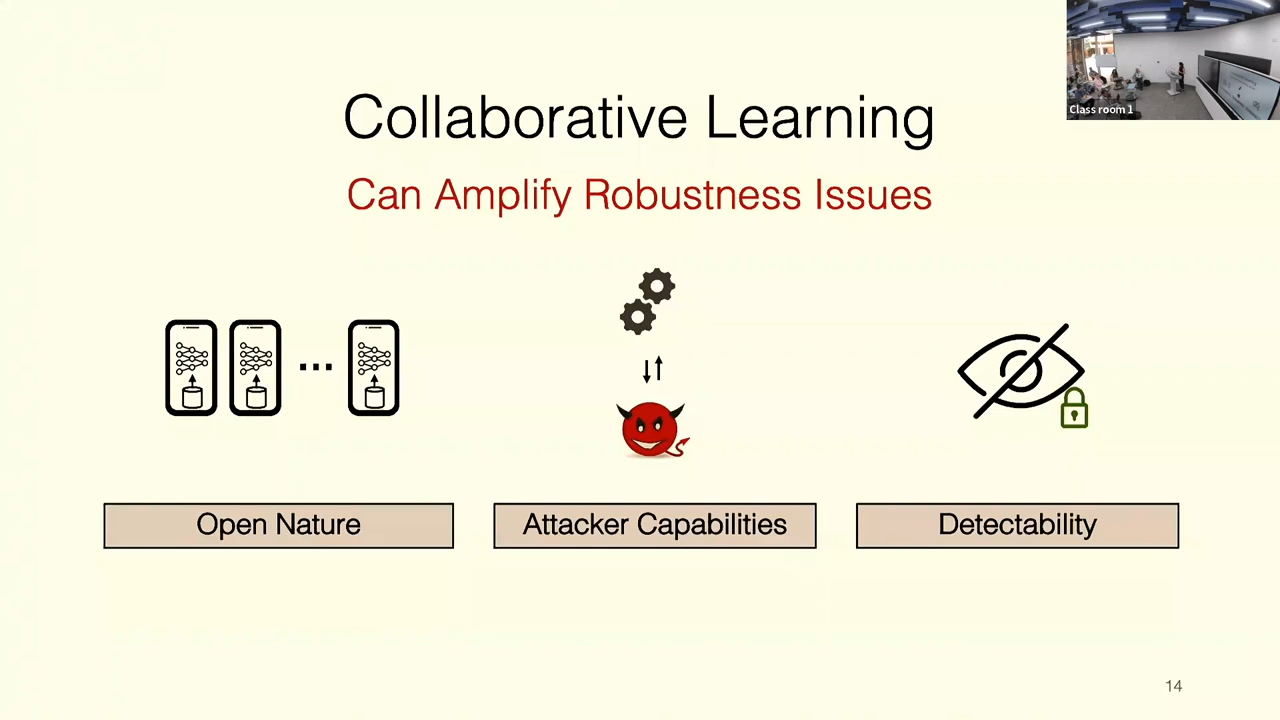 Class room 1
Collaborative Learning
Can Amplify Robustness Issues
...
Open Nature
Attacker Capabilities
Detectability
14